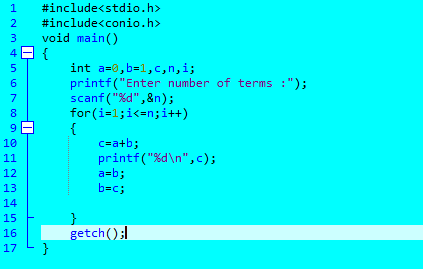 1 #include<stdio.h>
2 #include<conio.h>
3 void main()
4 {
5 int a=0,b=1,c,n,i;
6 printf("Enter number of terms :");
7 scanf("%d",&n);
8 for(i=1;i<=n;i++)
9 {
10 c=a+b;
11 printf("%d\n",c);
12 a=b;
13 b=c;
14
15 }
16 getch();
17 }